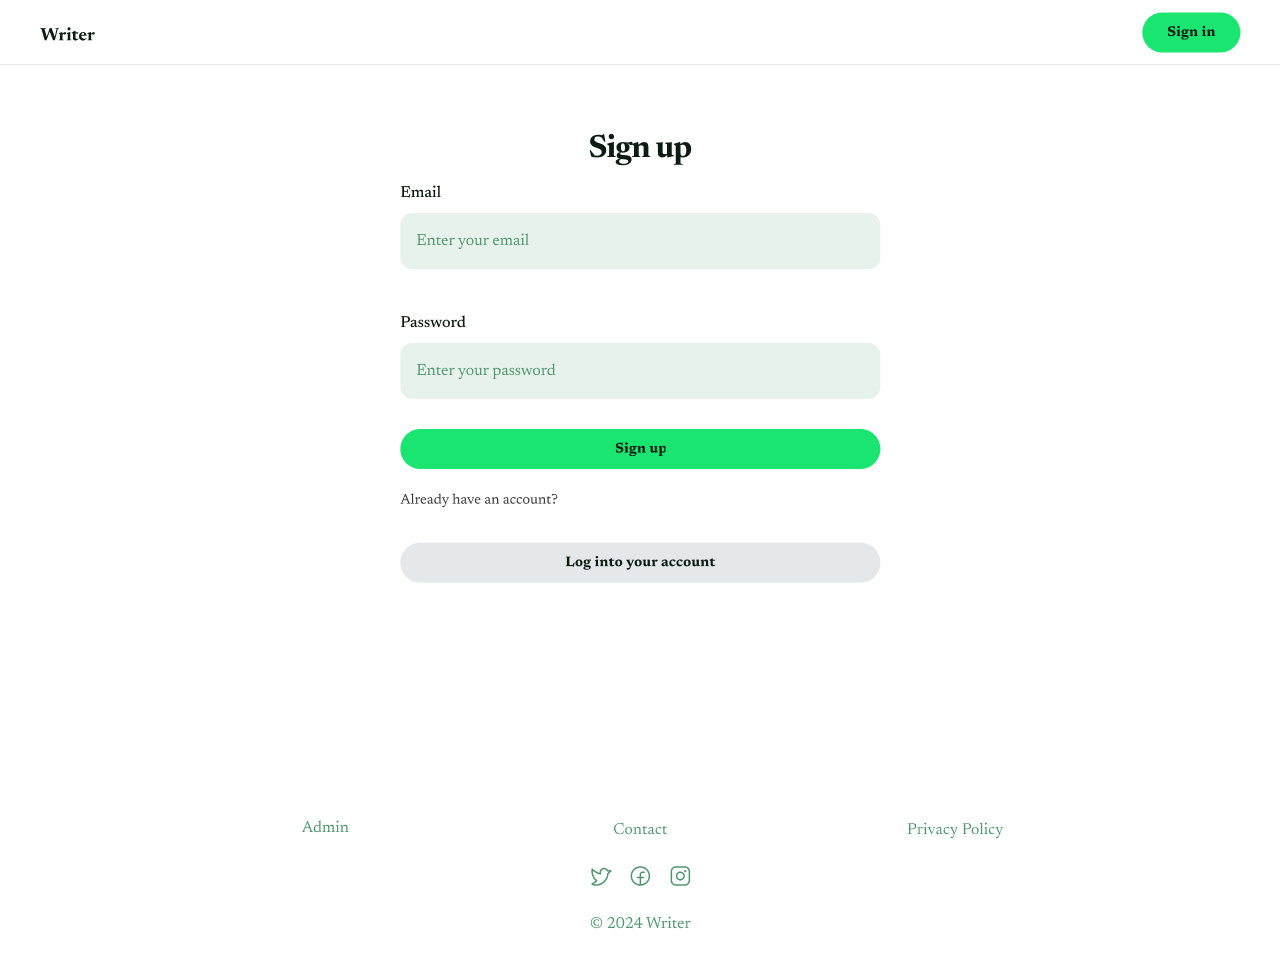 Writer
Sign in
Sign up
Email
Enter your email
Password
Enter your password
Sign up
Already have an account?
Log into your account
Admin
Contact
Privacy Policy
© 2024 Writer